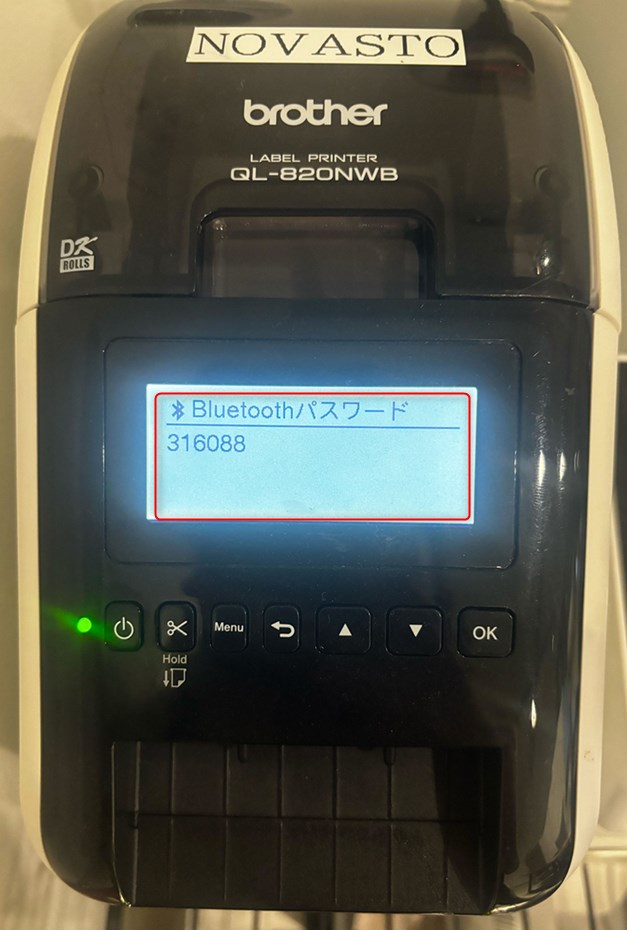 NOVASTO
brother
LABEL PRINTER
QL-820NWB
DK
ROLLS
Bluetoothパスワード
316088
Menu
OK
Hold